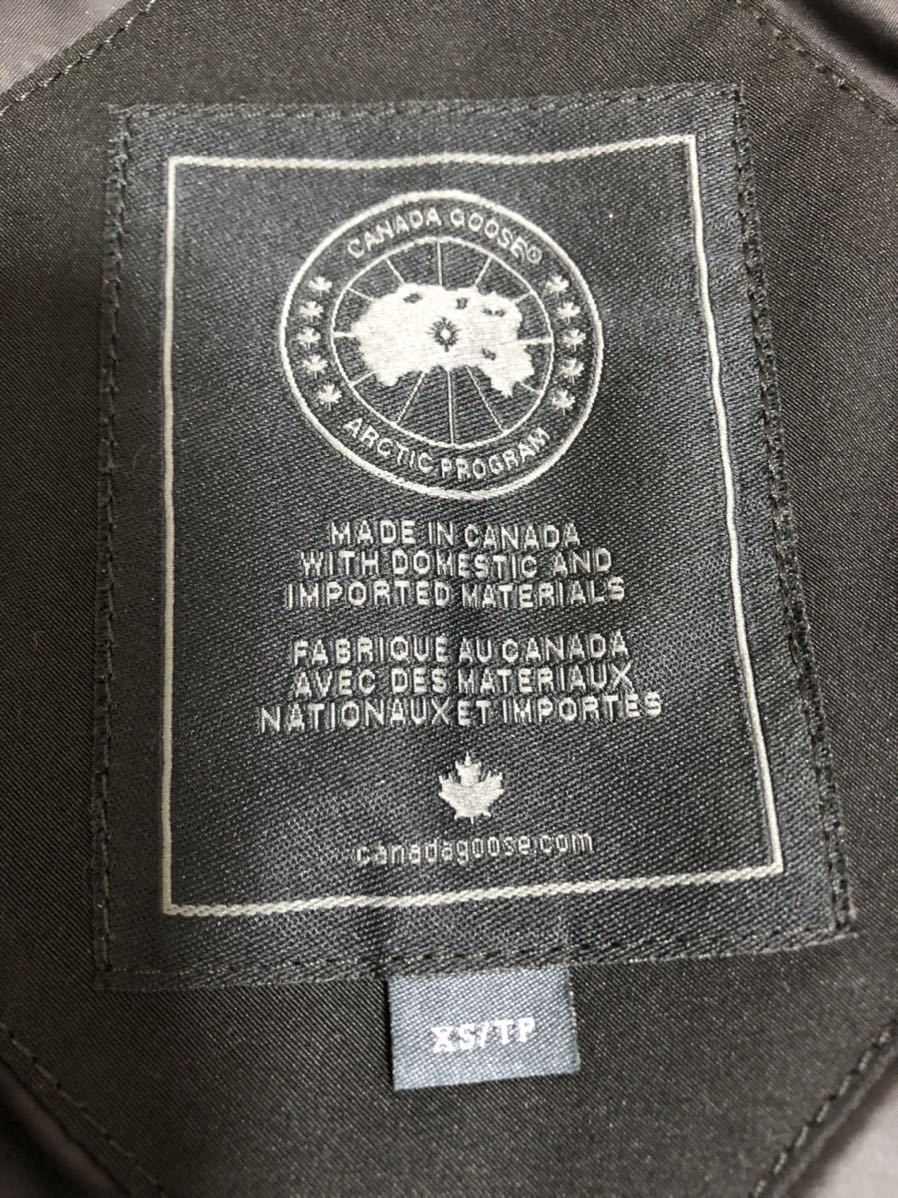 CANADA GOOSE®
ARCTIC PROGRAM
MADE IN CANADA
WITH DOMESTIC AND
IMPORTED MATERIALS
FABRIQUE AU CANADA
AVEC DES MATERIAUX
NATIONAUX ET IMPORTES
canadagoose.com
XS/TP